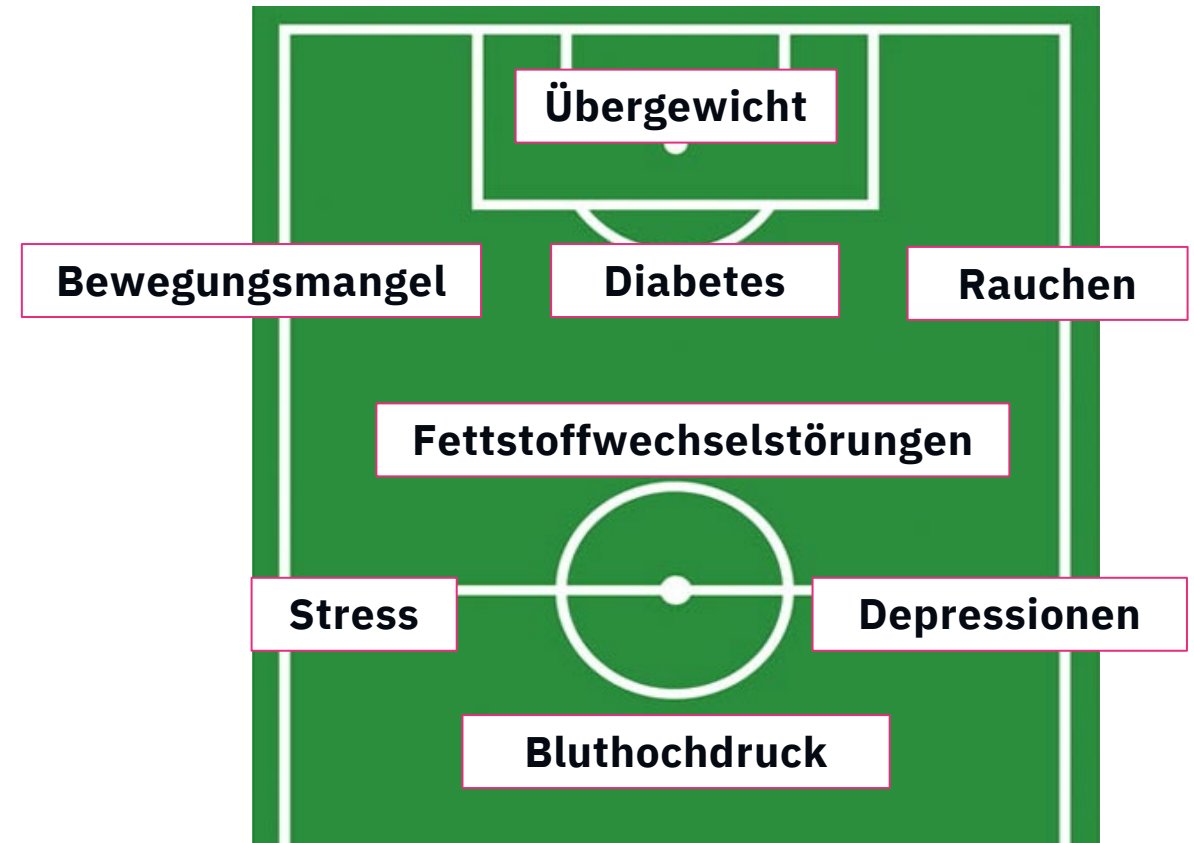 Übergewicht
Bewegungsmangel
Diabetes
Rauchen
Fettstoffwechselstörungen
Stress
Depressionen
Bluthochdruck